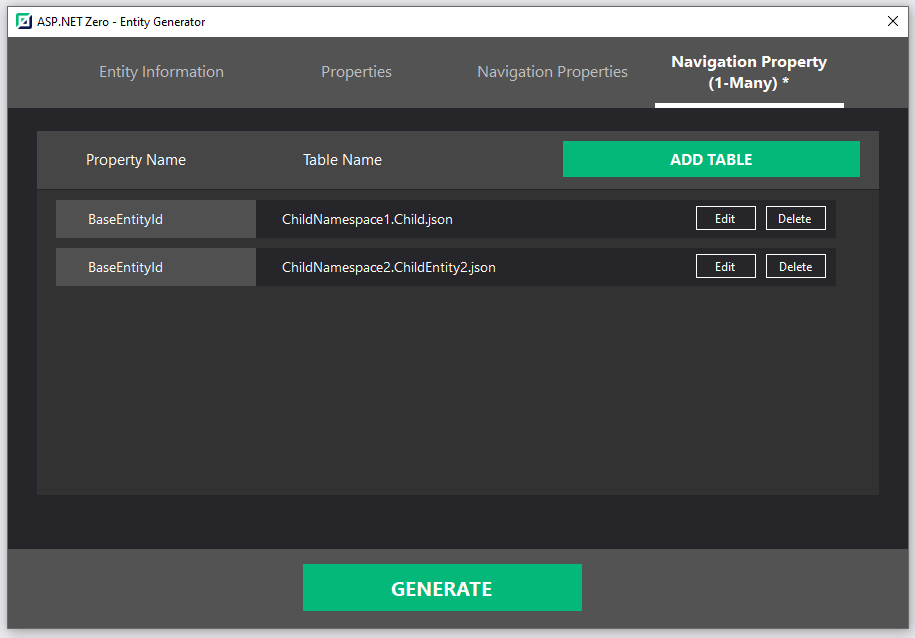 ASP.NET Zero - Entity Generator
Entity Information
Properties
Navigation Properties
Navigation Property
(1-Many) *
Property Name
Table Name
ADD TABLE
BaseEntityId
ChildNamespace1.Child.json
Edit
Delete
BaseEntityId
ChildNamespace2.ChildEntity2.json
Edit
Delete
GENERATE